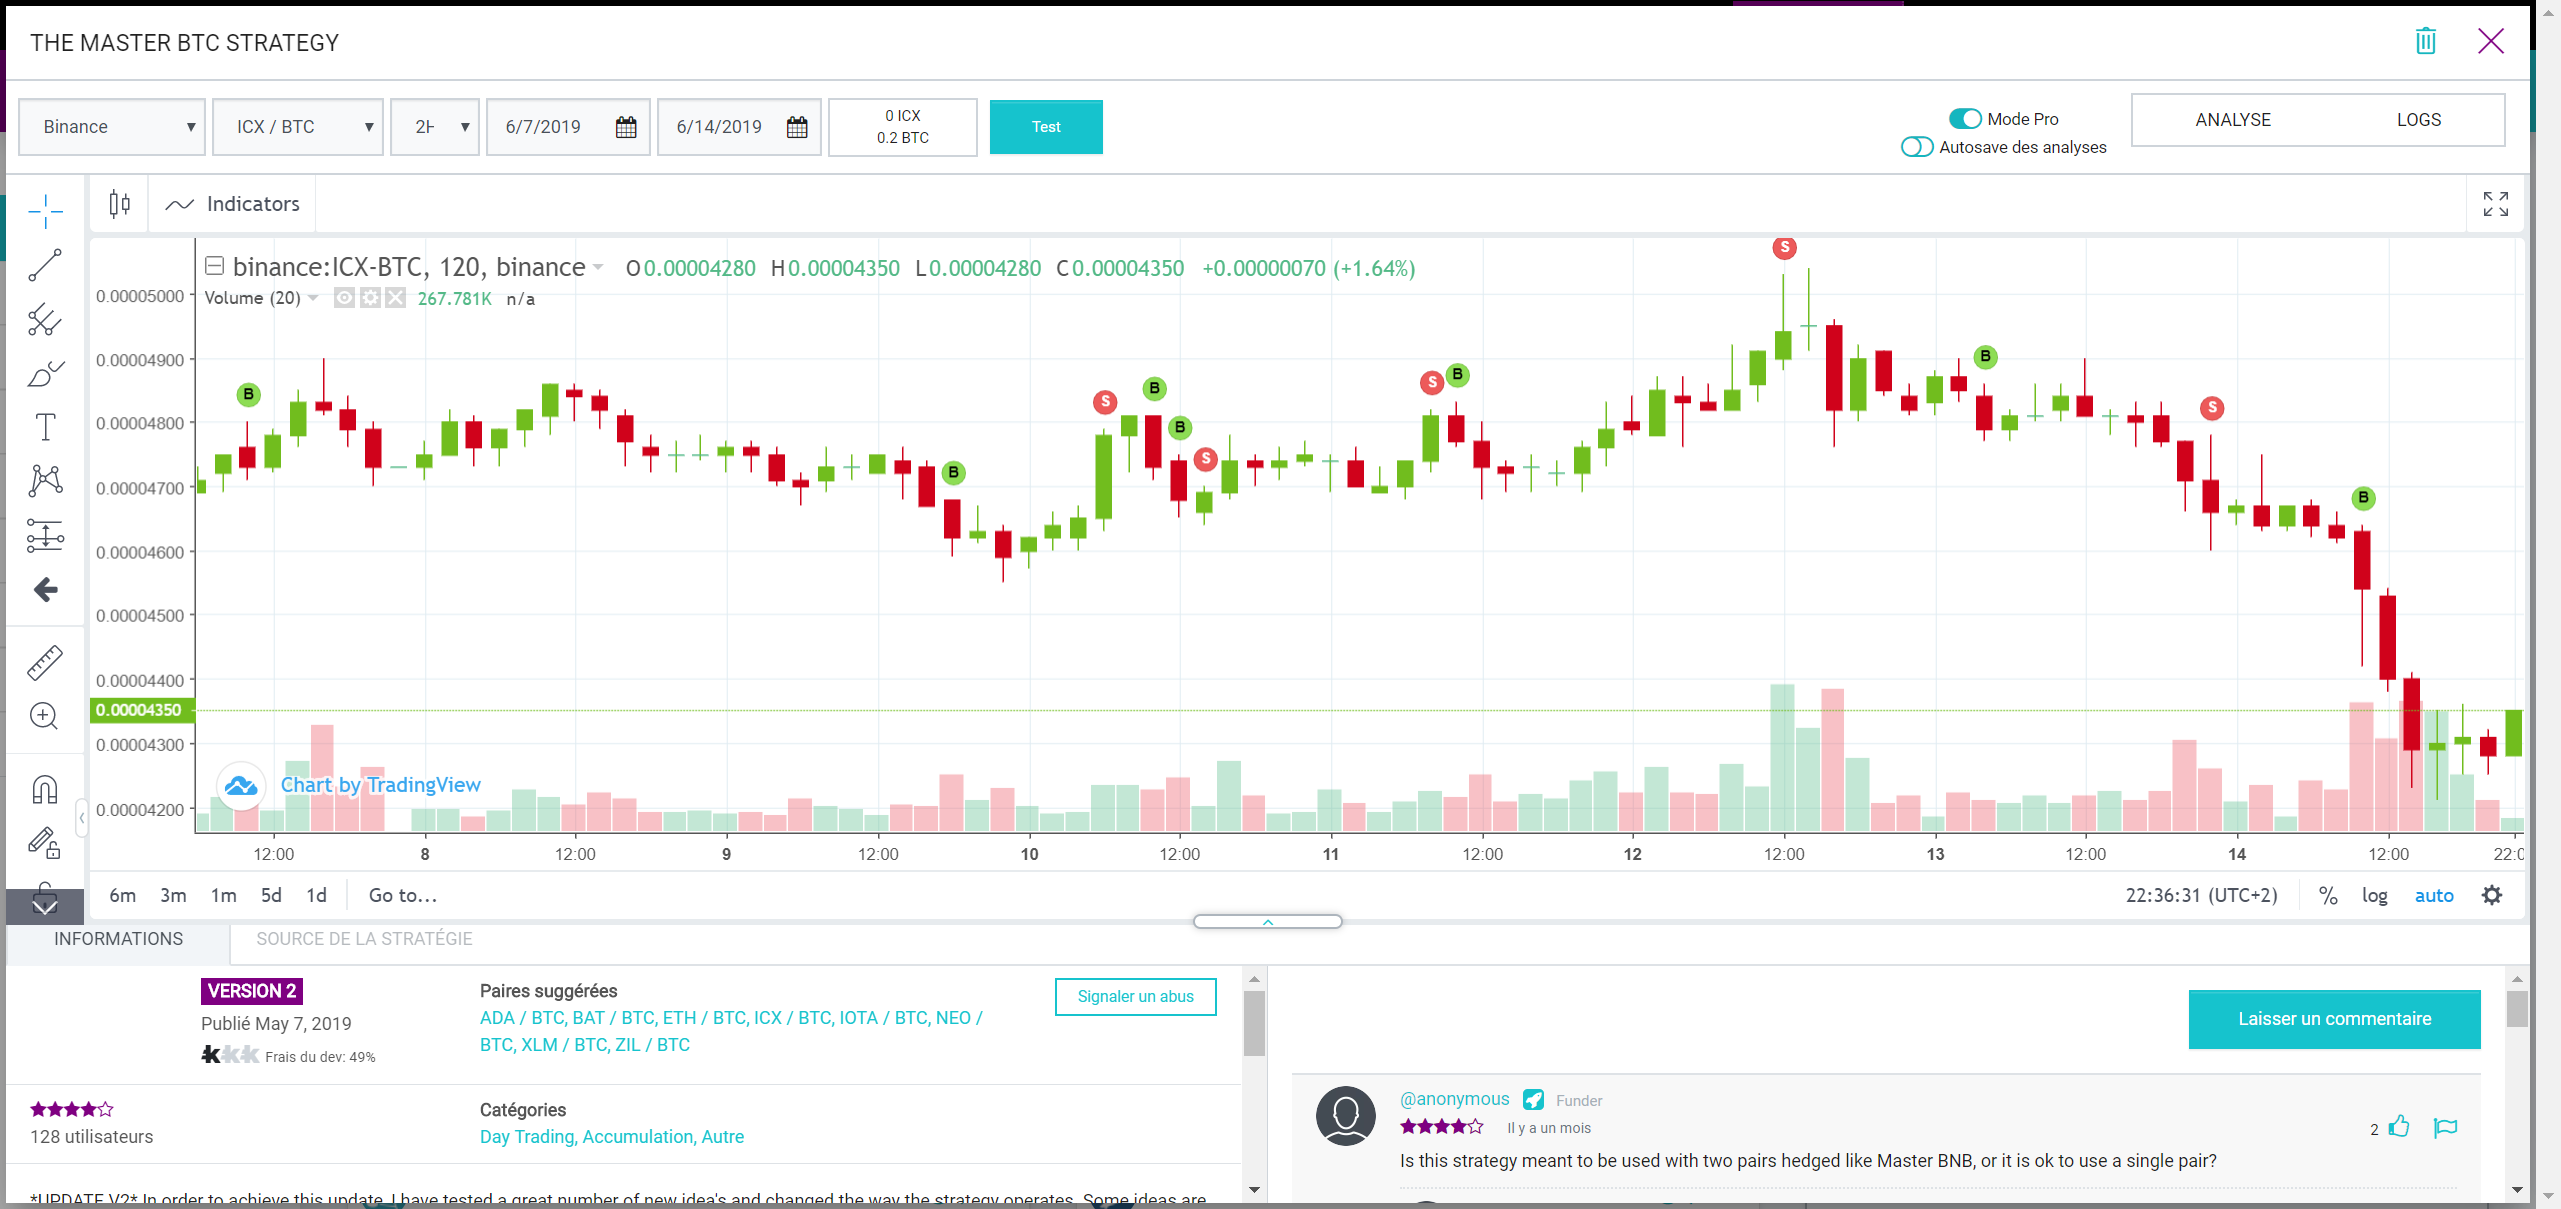 THE MASTER BTC STRATEGY
Binance ICX / BTC 2H 6/7/2019 6/14/2019 0 ICX
0.2 BTC
Test
Mode Pro
Autosave des analyses
ANALYSE LOGS
Indicators
binance:ICX-BTC, 120, binance O0.00004280 H0.00004350 L0.00004280 C0.00004350 +0.00000070 (+1.64%)
Volume (20) 267.781K n/a
0.00005000
0.00004900
0.00004800
0.00004700
0.00004600
0.00004500
0.00004400
0.00004350
0.00004300
0.00004200
B
B
S
B
B
S
S
B
S
B
S
B
Chart by TradingView
12:00 8 12:00 9 12:00 10 12:00 11 12:00 12 12:00 13 12:00 14 12:00 22:0
6m 3m 1m 5d 1d Go to...
22:36:31 (UTC+2) % log auto
INFORMATIONS SOURCE DE LA STRATÉGIE
VERSION 2
Publié May 7, 2019
Frais du dev: 49%
Paires suggérées
ADA / BTC, BAT / BTC, ETH / BTC, ICX / BTC, IOTA / BTC, NEO /
BTC, XLM / BTC, ZIL / BTC
Signaler un abus
128 utilisateurs
Catégories
Day Trading, Accumulation, Autre
*UPDATE V2* In order to achieve this update, I have tested a great number of new idea's and changed the way the strategy operates. Some ideas are
Laisser un commentaire
@anonymous Funder
Il y a un mois
2
Is this strategy meant to be used with two pairs hedged like Master BNB, or it is ok to use a single pair?